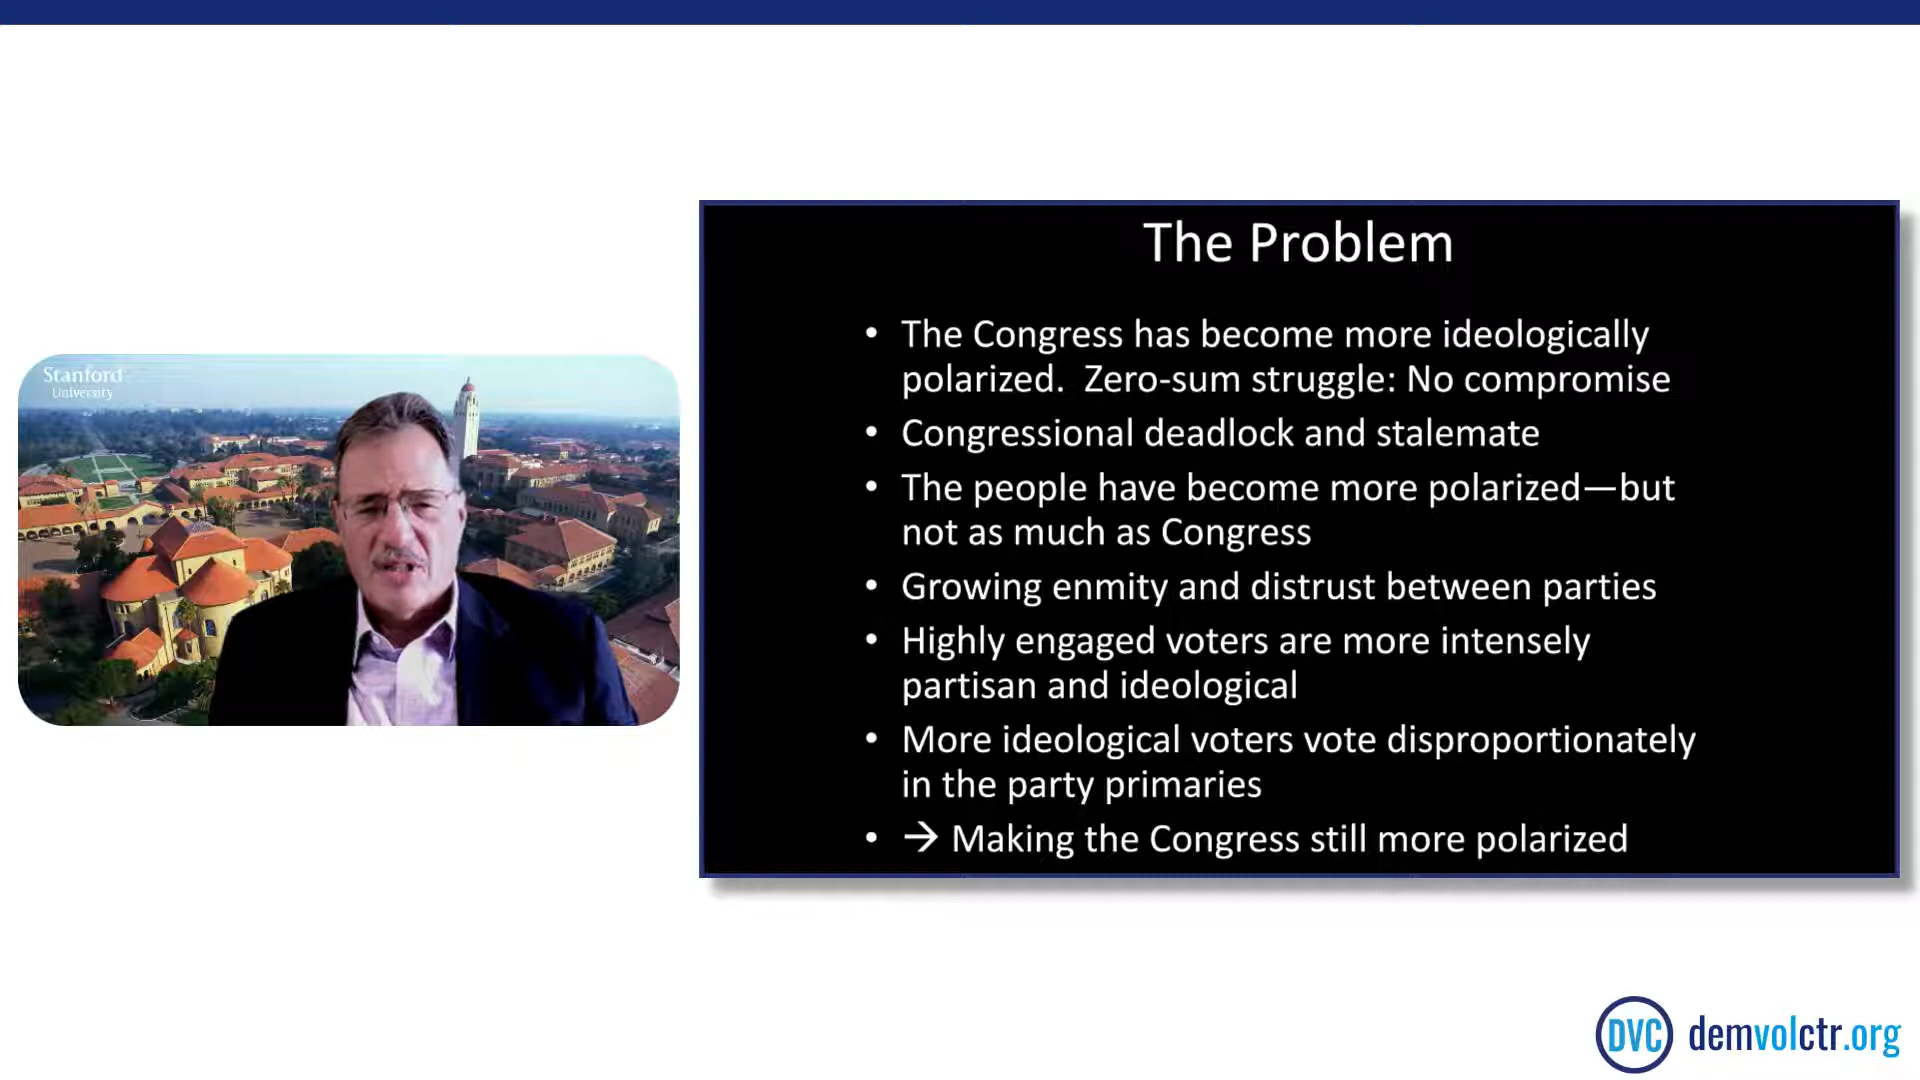 Stanford
University
The Problem
• The Congress has become more ideologically
polarized.  Zero-sum struggle: No compromise
• Congressional deadlock and stalemate
• The people have become more polarized—but
not as much as Congress
• Growing enmity and distrust between parties
• Highly engaged voters are more intensely
partisan and ideological
• More ideological voters vote disproportionately
in the party primaries
• → Making the Congress still more polarized
DVC demvolctr.org